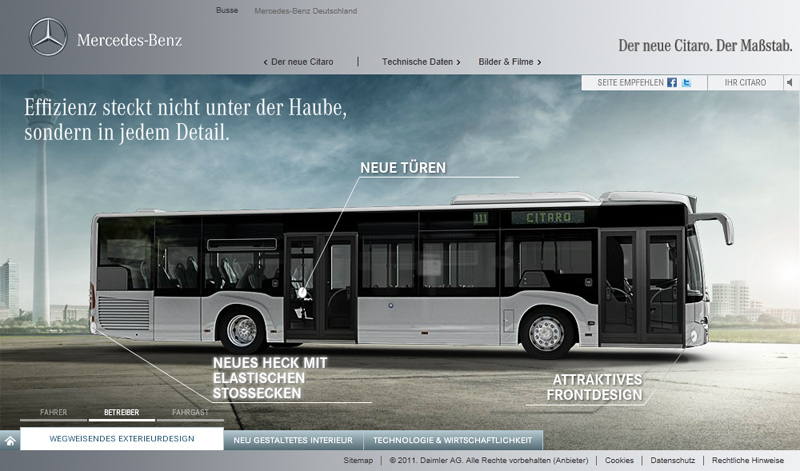 Busse Mercedes-Benz Deutschland
Mercedes-Benz
Der neue Citaro. Der Maßstab.
Der neue Citaro | Technische Daten Bilder & Filme
SEITE EMPFEHLEN IHR CITARO
Effizienz steckt nicht unter der Haube,
sondern in jedem Detail.
NEUE TÜREN
111 CITARO
NEUES HECK MIT
ELASTISCHEN
STOSSECKEN
ATTRAKTIVES
FRONTDESIGN
FAHRER BETREIBER FAHRGAST
WEGWEISENDES EXTERIEURDESIGN NEU GESTALTETES INTERIEUR TECHNOLOGIE & WIRTSCHAFTLICHKEIT
Sitemap | © 2011. Daimler AG. Alle Rechte vorbehalten (Anbieter) | Cookies | Datenschutz | Rechtliche Hinweise